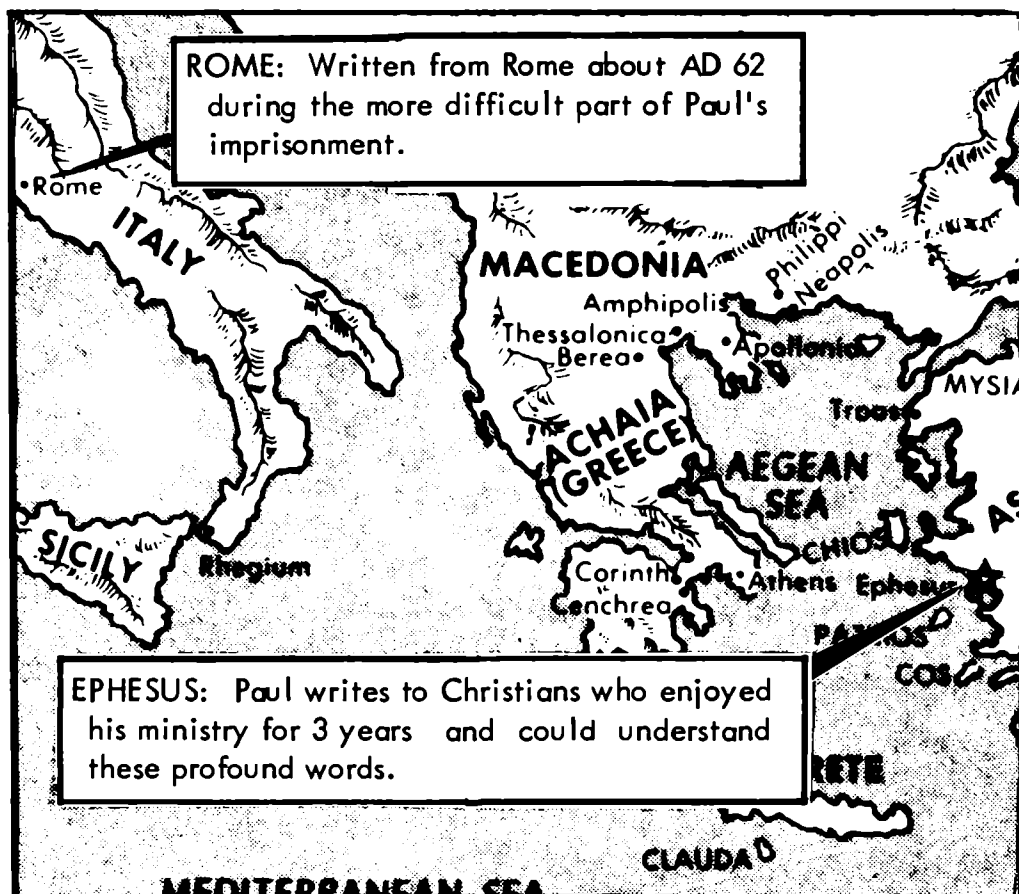 ROME: Written from Rome about AD 62
during the more difficult part of Paul's
imprisonment.
Rome
ITALY
MACEDONIA
Philippi
Neapolis
Amphipolis
Thessalonica
Apollonia
Berea
MYSIA
Troas
ACHAIA
(GREECE)
AEGEAN
SEA
AS
CHIOS
SICILY
Rhegium
Corinth
Athens
Ephesus
Cenchrea
COS
EPHESUS: Paul writes to Christians who enjoyed
his ministry for 3 years and could understand
these profound words.
RETE
CLAUDA
MEDITERRANEAN SEA